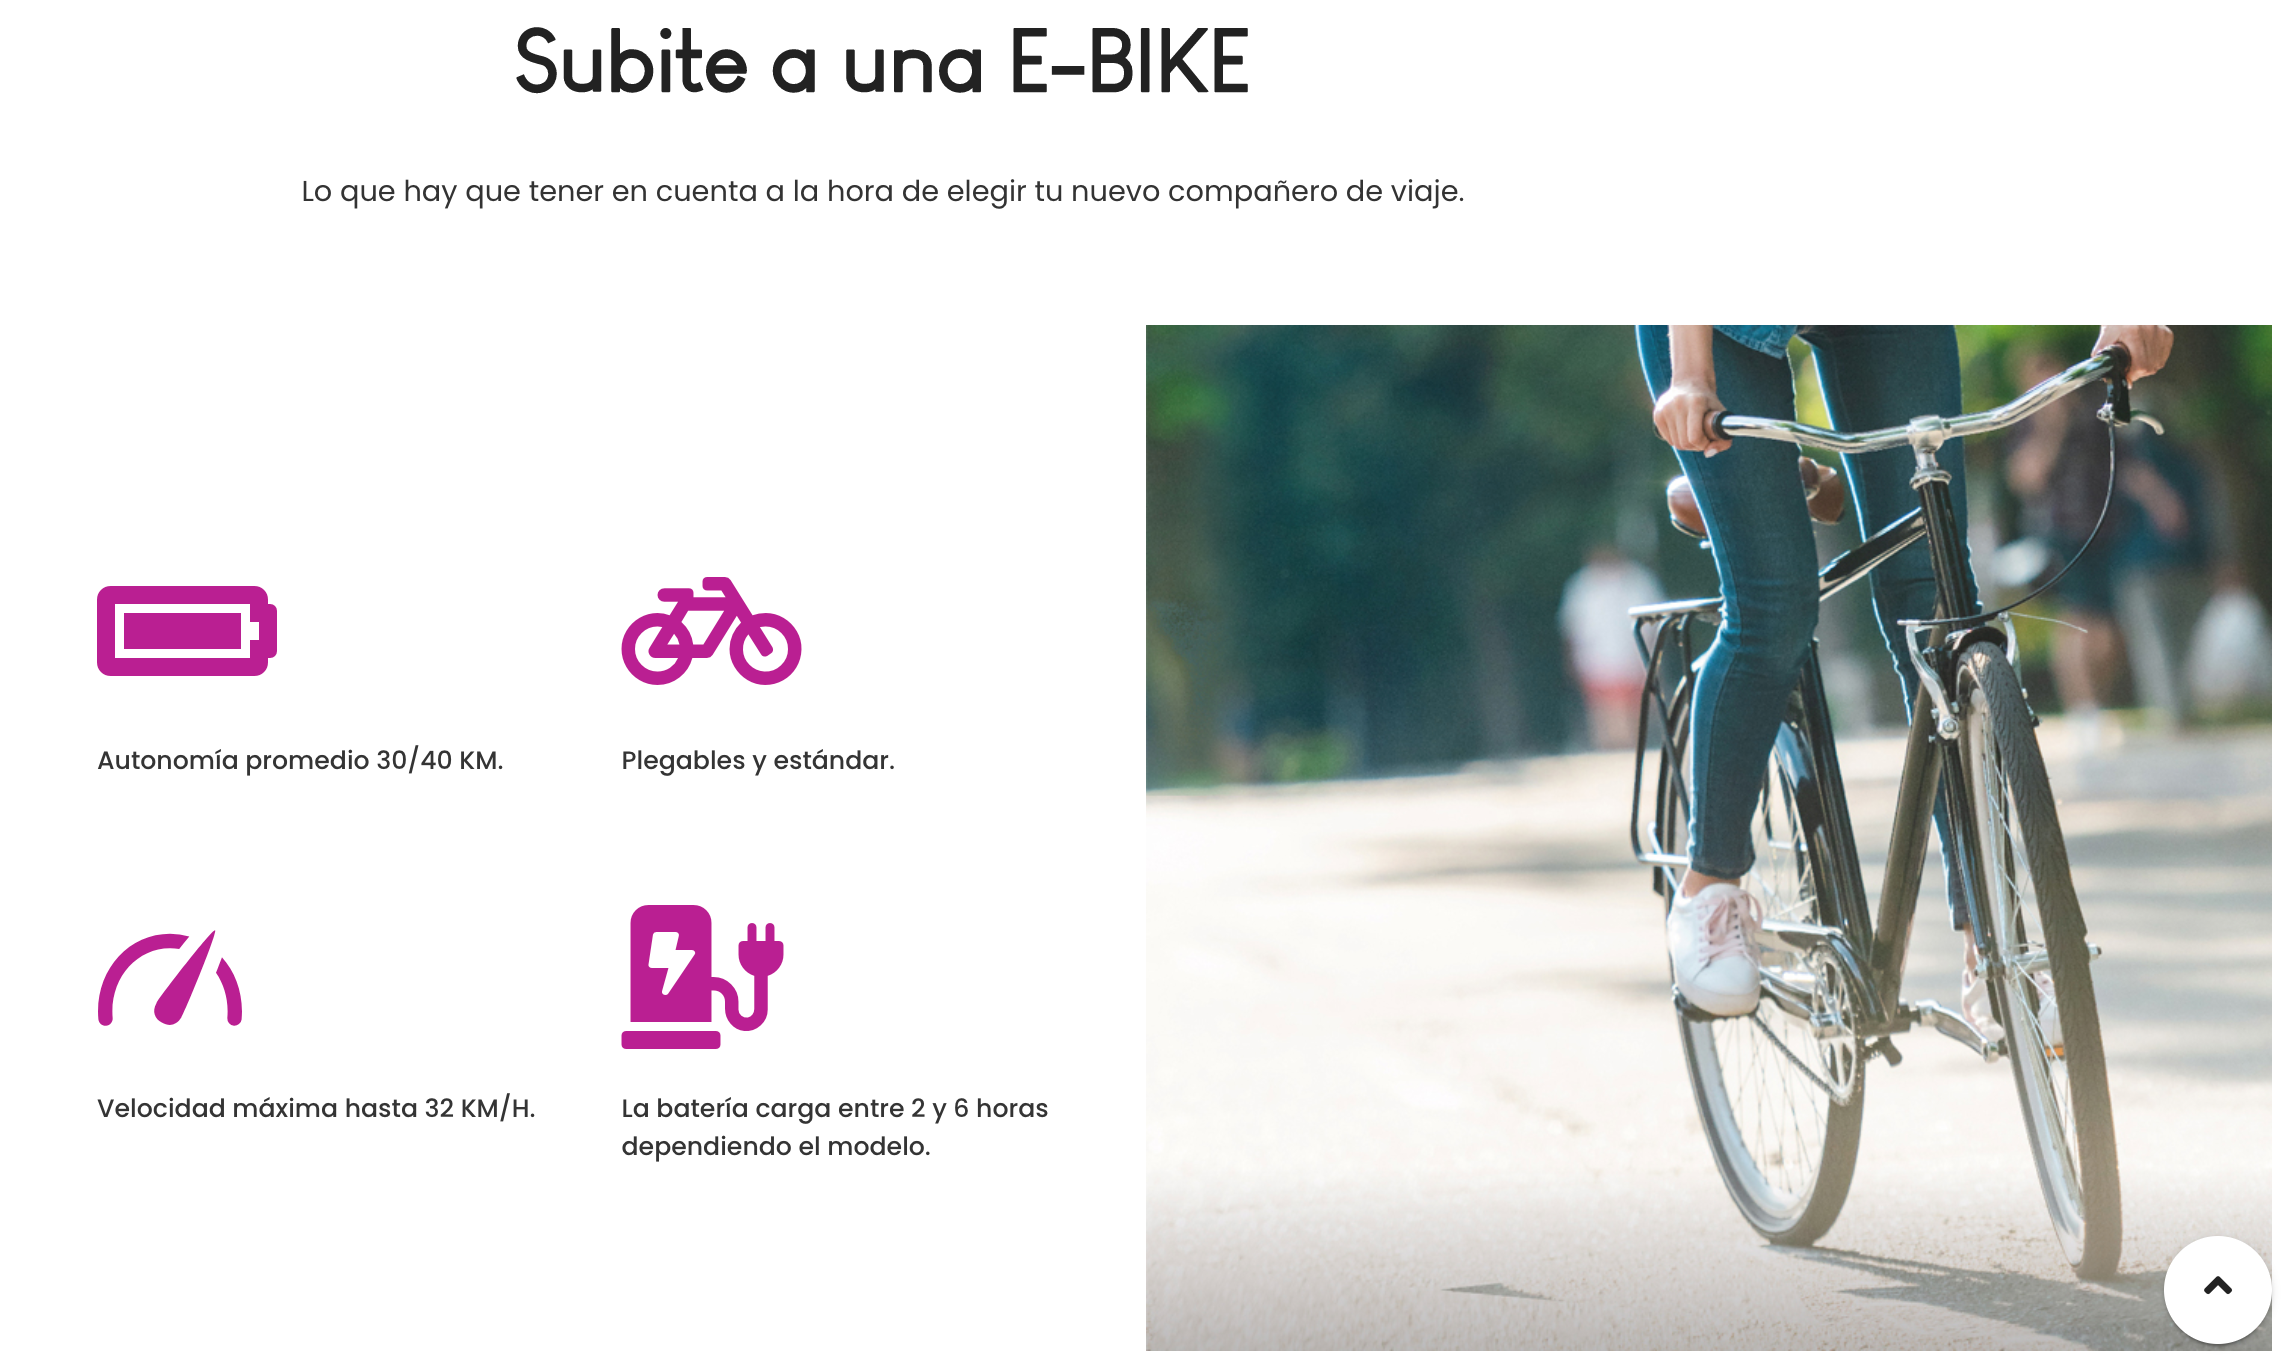 Subite a una E-BIKE
Lo que hay que tener en cuenta a la hora de elegir tu nuevo compañero de viaje.
Autonomía promedio 30/40 KM.
Plegables y estándar.
Velocidad máxima hasta 32 KM/H.
La batería carga entre 2 y 6 horas
dependiendo el modelo.